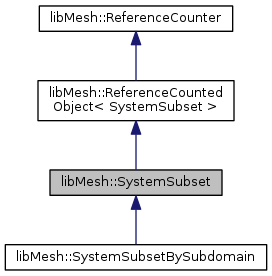 libMesh::ReferenceCounter
libMesh::ReferenceCounted
Object< SystemSubset >
libMesh::SystemSubset
libMesh::SystemSubsetBySubdomain